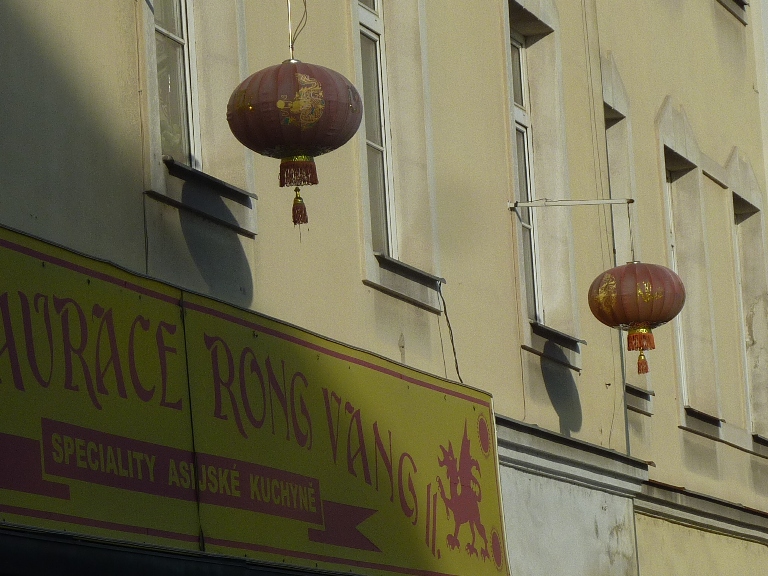 AURACE RONG VANG II.
SPECIALITY ASIJSKÉ KUCHYNĚ